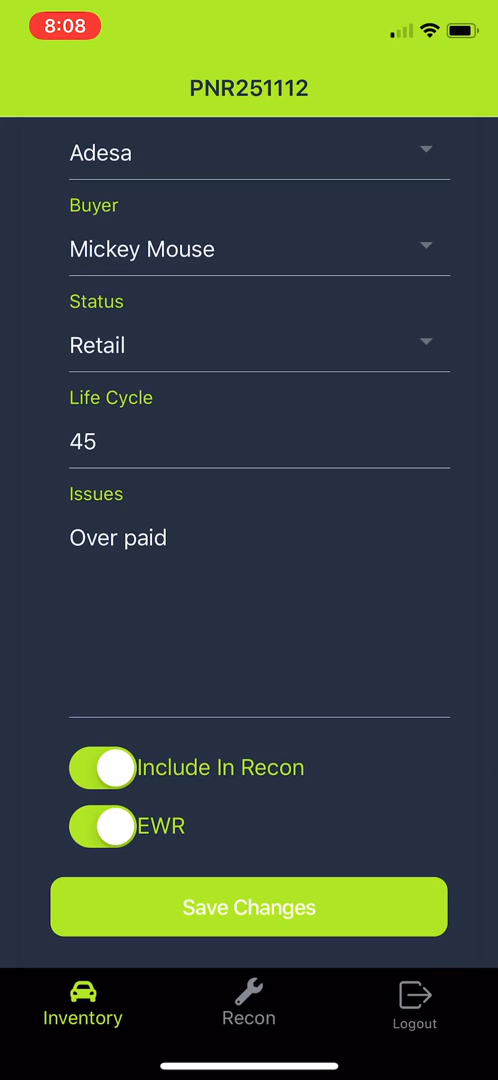 8:08
PNR251112
Adesa
Buyer
Mickey Mouse
Status
Retail
Life Cycle
45
Issues
Over paid
Include In Recon
EWR
Save Changes
Inventory
Recon
Logout